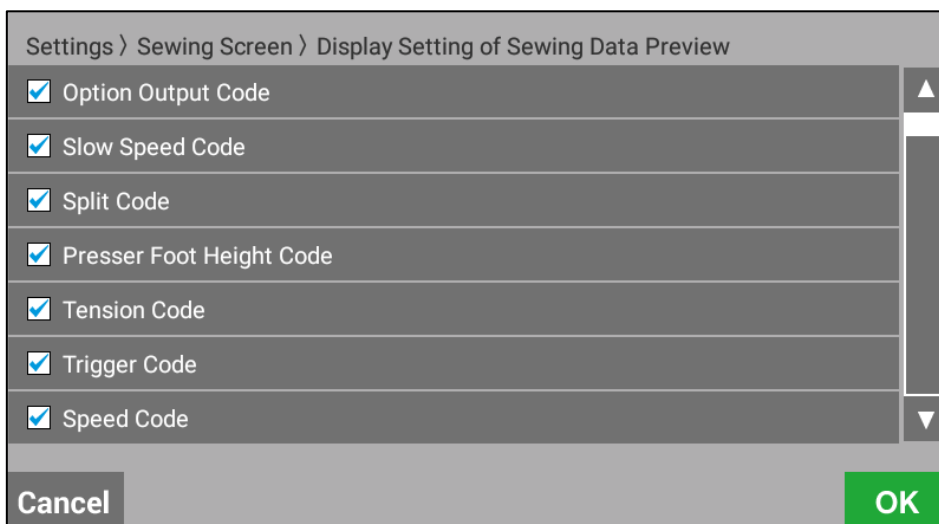 Settings 〉 Sewing Screen 〉 Display Setting of Sewing Data Preview
Option Output Code
Slow Speed Code
Split Code
Presser Foot Height Code
Tension Code
Trigger Code
Speed Code
Cancel
OK